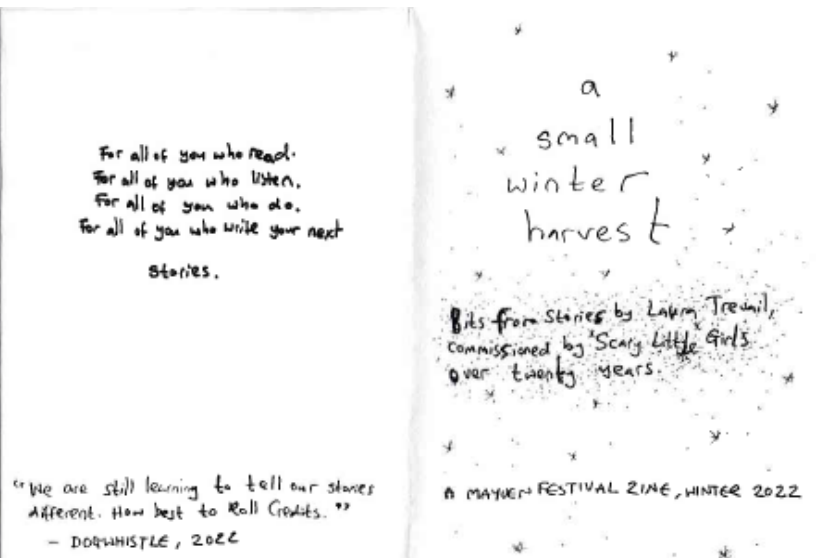 For all of you who read.
For all of you who listen.
For all of you who do.
For all of you who write your next
stories.
"We are still learning to tell our stories
different. How best to Roll Credits."
- DOGWHISTLE, 2022
a
small
winter
harvest
Bits from stories by Laura Trevail,
commissioned by 'Scary Little Girls'
over twenty years.
A MAYVEN FESTIVAL ZINE, WINTER 2022